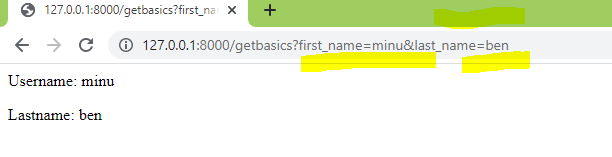 127.0.0.1:8000/getbasics?first_na
127.0.0.1:8000/getbasics?first_name=minu&last_name=ben
Username: minu
Lastname: ben